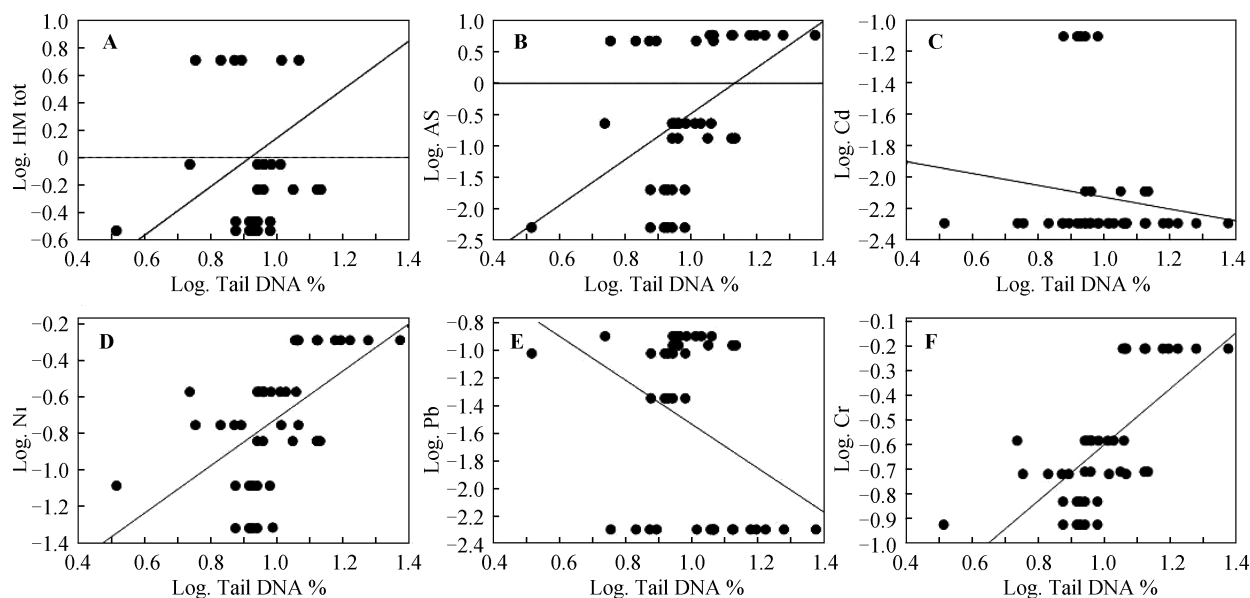 A
Log. HM tot
1.0
0.8
0.6
0.4
0.2
0
−0.2
−0.4
−0.6
0.4 0.6 0.8 1.0 1.2 1.4
Log. Tail DNA %
B
Log. AS
1.0
0.5
0
−0.5
−1.0
−1.5
−2.0
−2.5
0.4 0.6 0.8 1.0 1.2 1.4
Log. Tail DNA %
C
Log. Cd
−1.0
−1.2
−1.4
−1.6
−1.8
−2.0
−2.2
−2.4
0.4 0.6 0.8 1.0 1.2 1.4
Log. Tail DNA %
D
Log. Nı
−0.2
−0.4
−0.6
−0.8
−1.0
−1.2
−1.4
0.4 0.6 0.8 1.0 1.2 1.4
Log. Tail DNA %
E
Log. Pb
−0.8
−1.0
−1.2
−1.4
−1.6
−1.8
−2.0
−2.2
−2.4
0.4 0.6 0.8 1.0 1.2 1.4
Log. Tail DNA %
F
Log. Cr
−0.1
−0.2
−0.3
−0.4
−0.5
−0.6
−0.7
−0.8
−0.9
−1.0
0.4 0.6 0.8 1.0 1.2 1.4
Log. Tail DNA %